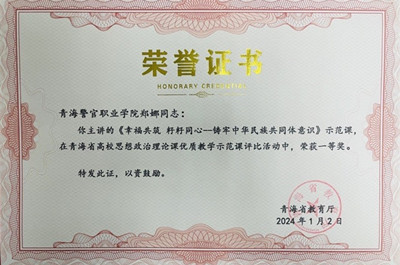 荣誉证书
HONORARY CREDENTIAL
青海警官职业学院郑娜同志：
你主讲的《幸福共筑 籽籽同心—铸牢中华民族共同体意识》示范课，
在青海省高校思想政治理论课优质教学示范课评比活动中，荣获一等奖。
特发此证，以资鼓励。
青海省教育厅
2024年1月2日